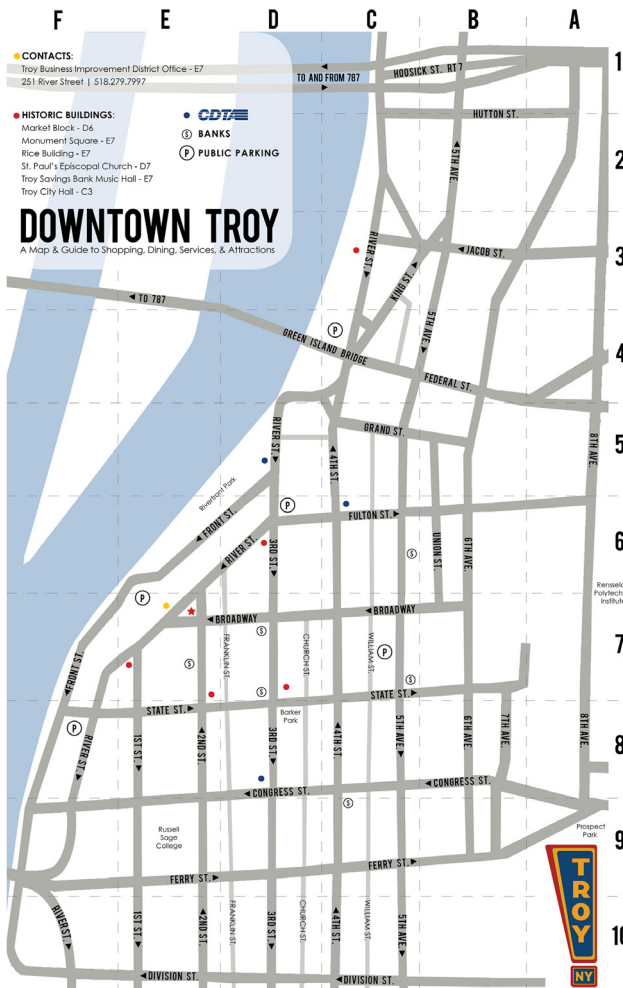 F E D C B A
CONTACTS:
Troy Business Improvement District Office - E7
251 River Street | 518.279.7997
HISTORIC BUILDINGS:
Market Block - D6
Monument Square - E7
Rice Building - E7
St. Paul's Episcopal Church - D7
Troy Savings Bank Music Hall - E7
Troy City Hall - C3
CDTA
$ BANKS
P PUBLIC PARKING
DOWNTOWN TROY
A Map & Guide to Shopping, Dining, Services, & Attractions
1
TO AND FROM 787
HOOSICK ST. RT 7
HUTTON ST.
2
5TH AVE.
RIVER ST.
JACOB ST.
3
KING ST.
TO 787
5TH AVE.
GREEN ISLAND BRIDGE
P
4
FEDERAL ST.
GRAND ST.
RIVER ST.
4TH ST.
8TH AVE.
5
Riverfront Park
FRONT ST.
P
FULTON ST.
RIVER ST.
3RD ST.
UNION ST.
6TH AVE.
6
$
Rensselaer
Polytechnic
Institute
P
BROADWAY
BROADWAY
$
FRANKLIN ST.
CHURCH ST.
WILLIAM ST.
P
7
FRONT ST.
$
$
$
STATE ST.
STATE ST.
Barker
Park
P
RIVER ST.
1ST ST.
2ND ST.
3RD ST.
4TH ST.
5TH AVE.
6TH AVE.
7TH AVE.
8TH AVE.
8
CONGRESS ST.
CONGRESS ST.
$
Russell
Sage
College
Prospect
Park
9
FERRY ST.
FERRY ST.
RIVER ST.
1ST ST.
2ND ST.
FRANKLIN ST.
3RD ST.
CHURCH ST.
4TH ST.
WILLIAM ST.
5TH AVE.
10
DIVISION ST.
DIVISION ST.
TROY
NY